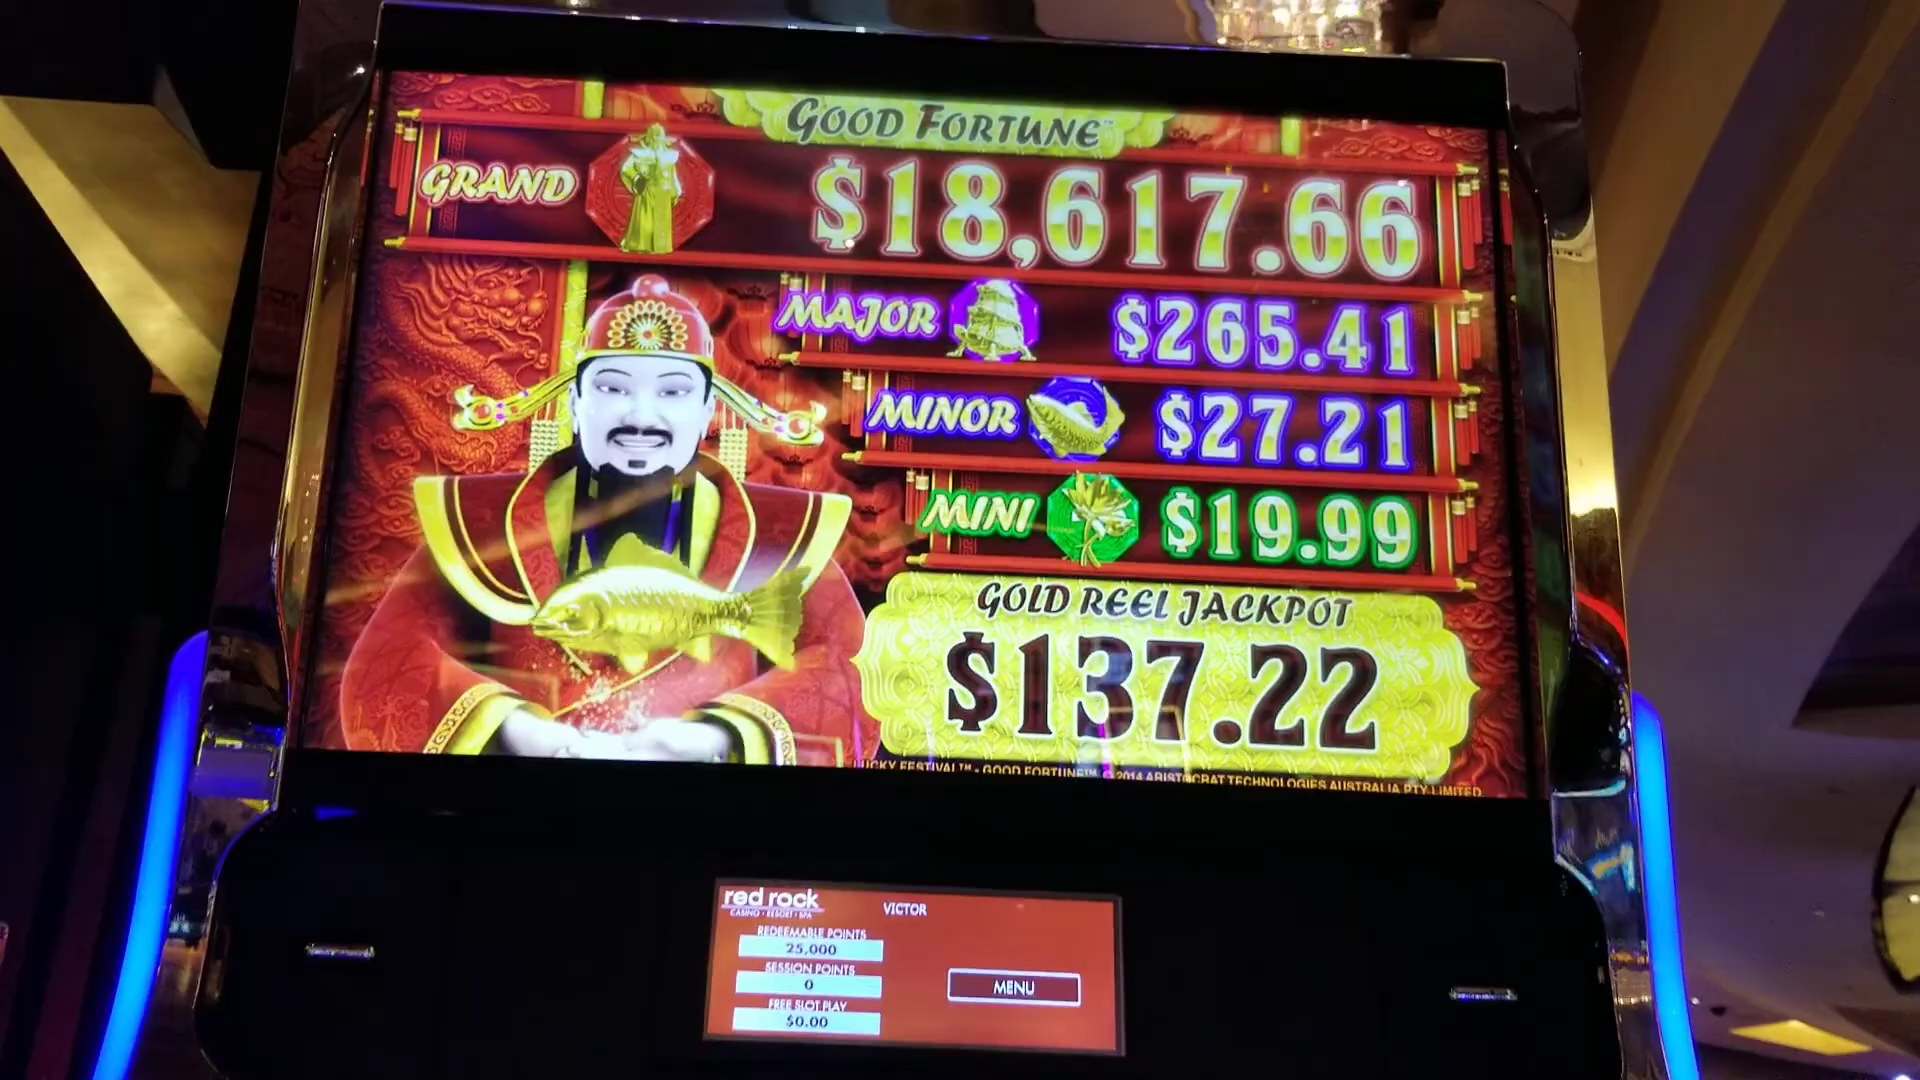 GOOD FORTUNE™
GRAND $18,617.66
MAJOR $265.41
MINOR $27.21
MINI $19.99
GOLD REEL JACKPOT
$137.22
LUCKY FESTIVAL™ - GOOD FORTUNE™ © 2014 ARISTOCRAT TECHNOLOGIES AUSTRALIA PTY LIMITED
red rock
CASINO • RESORT • SPA
VICTOR
REDEEMABLE POINTS
25,000
SESSION POINTS
0
MENU
FREE SLOT PLAY
$0.00